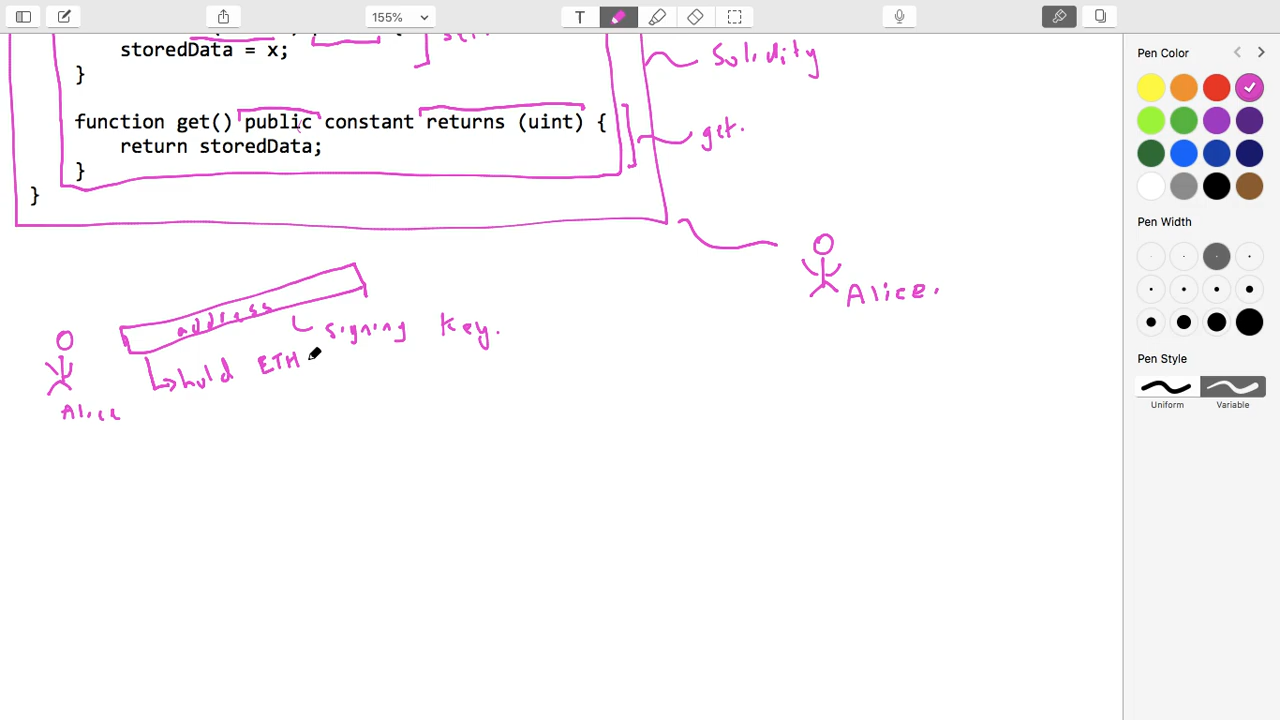 155%
T
Solidity
storedData = x;
}
function get() public constant returns (uint) {
get.
return storedData;
}
}
Alice.
address
signing key.
hold ETH
Alice
Pen Color
Pen Width
Pen Style
Uniform
Variable